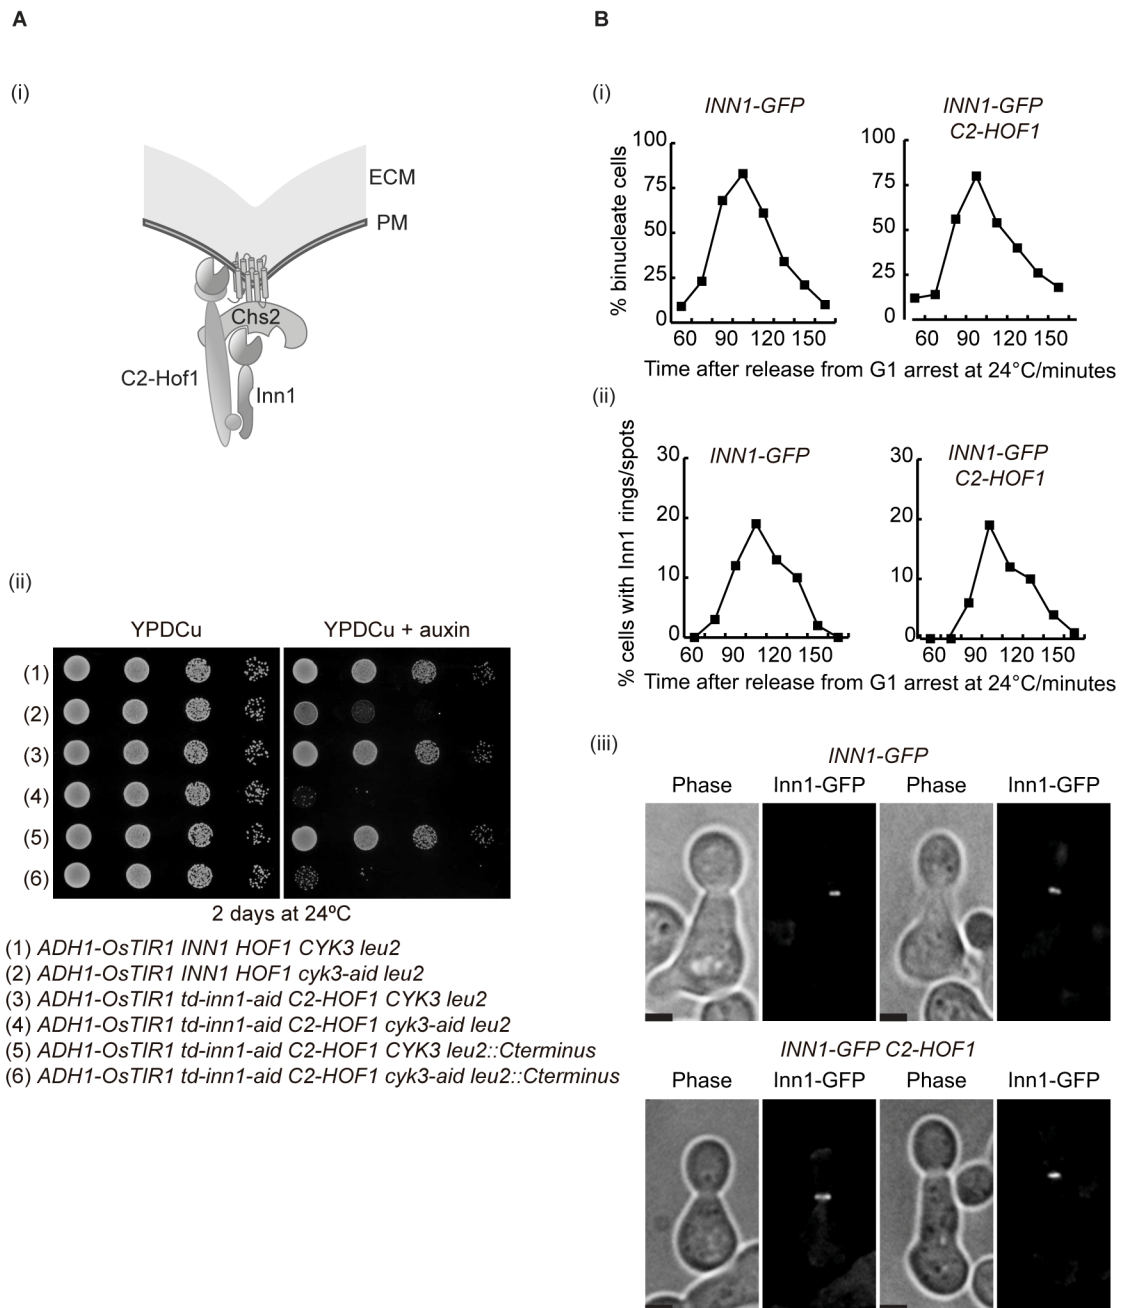 A
(i)
ECM
PM
Chs2
C2-Hof1
Inn1
(ii)
YPDCu
YPDCu + auxin
(1)
(2)
(3)
(4)
(5)
(6)
2 days at 24ºC
(1) ADH1-OsTIR1 INN1 HOF1 CYK3 leu2
(2) ADH1-OsTIR1 INN1 HOF1 cyk3-aid leu2
(3) ADH1-OsTIR1 td-inn1-aid C2-HOF1 CYK3 leu2
(4) ADH1-OsTIR1 td-inn1-aid C2-HOF1 cyk3-aid leu2
(5) ADH1-OsTIR1 td-inn1-aid C2-HOF1 CYK3 leu2::Cterminus
(6) ADH1-OsTIR1 td-inn1-aid C2-HOF1 cyk3-aid leu2::Cterminus
B
(i)
INN1-GFP
INN1-GFP
C2-HOF1
% binucleate cells
100
75
50
25
0
60 90 120 150
100
75
50
25
0
60 90 120 150
Time after release from G1 arrest at 24°C/minutes
(ii)
% cells with Inn1 rings/spots
INN1-GFP
INN1-GFP
C2-HOF1
30
20
10
0
60 90 120 150
30
20
10
0
60 90 120 150
Time after release from G1 arrest at 24°C/minutes
(iii)
INN1-GFP
Phase Inn1-GFP Phase Inn1-GFP
INN1-GFP C2-HOF1
Phase Inn1-GFP Phase Inn1-GFP